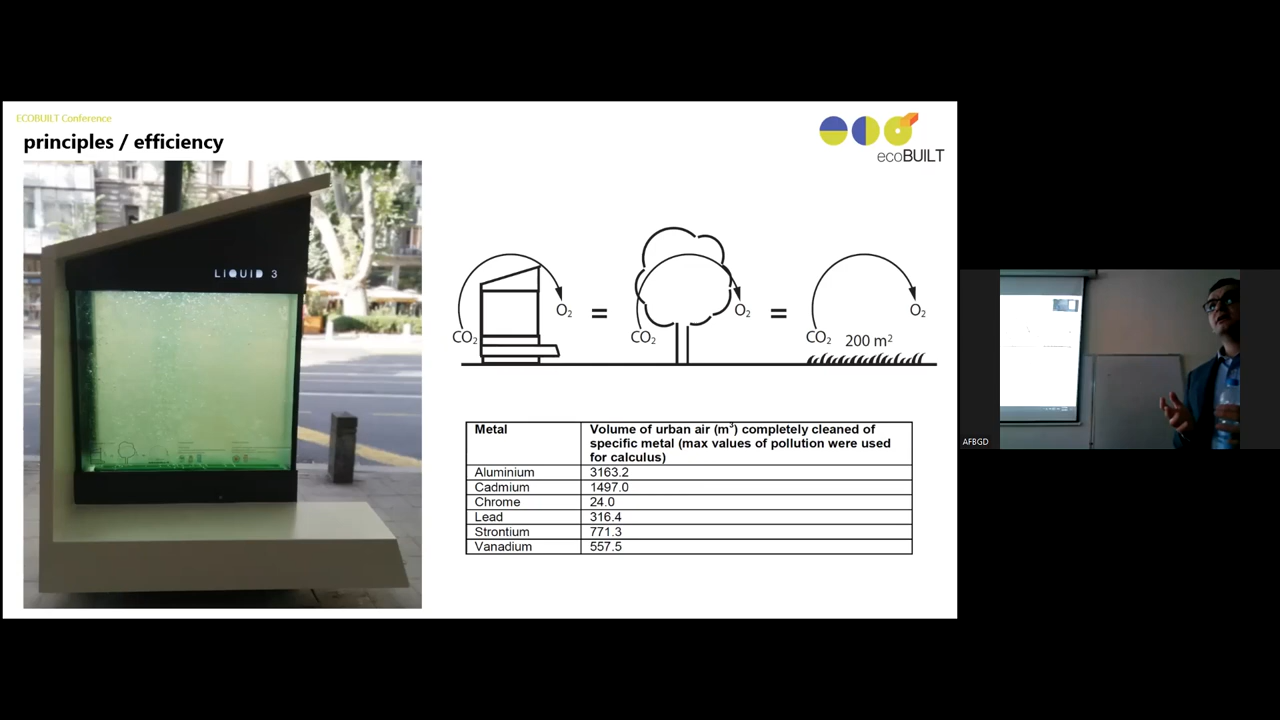 ECOBUILT Conference
principles / efficiency
ecoBUILT
LIQUID 3
CO₂
O₂
=
CO₂
O₂
=
CO₂
O₂
200 m²
Metal
Volume of urban air (m³) completely cleaned of
specific metal (max values of pollution were used
for calculus)
Aluminium 3163.2
Cadmium 1497.0
Chrome 24.0
Lead 316.4
Strontium 771.3
Vanadium 557.5
AFBGD